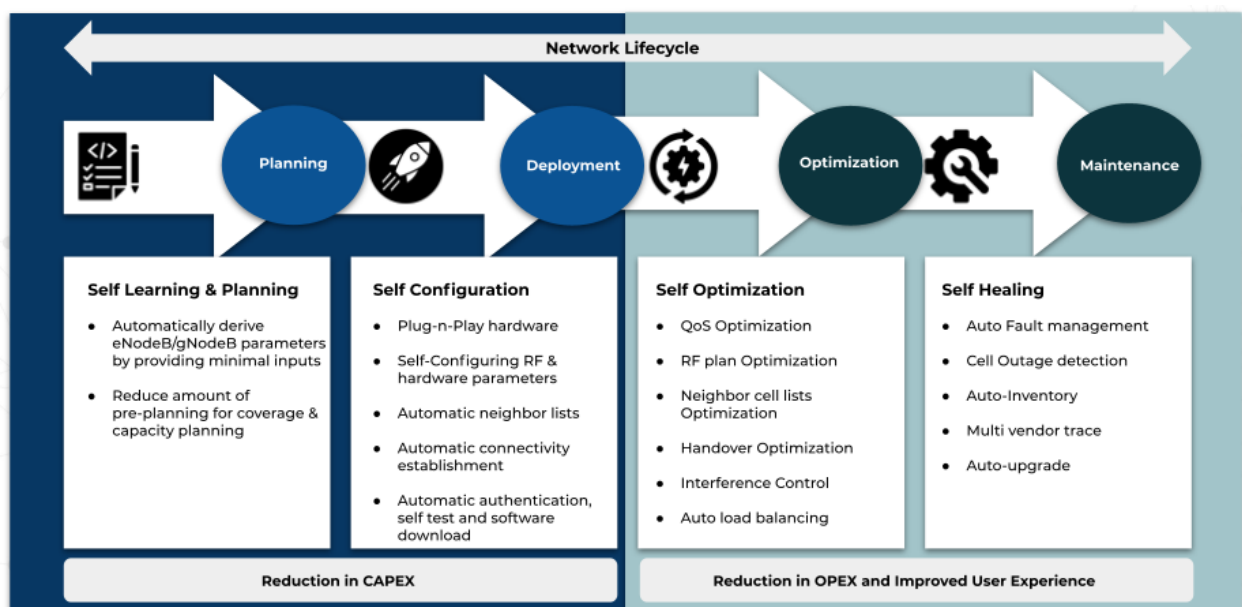 Network Lifecycle
</>
Planning
Deployment
Optimization
Maintenance
Self Learning & Planning
● Automatically derive
eNodeB/gNodeB parameters
by providing minimal inputs
● Reduce amount of
pre-planning for coverage &
capacity planning
Self Configuration
● Plug-n-Play hardware
● Self-Configuring RF &
hardware parameters
● Automatic neighbor lists
● Automatic connectivity
establishment
● Automatic authentication,
self test and software
download
Self Optimization
● QoS Optimization
● RF plan Optimization
● Neighbor cell lists
Optimization
● Handover Optimization
● Interference Control
● Auto load balancing
Self Healing
● Auto Fault management
● Cell Outage detection
● Auto-Inventory
● Multi vendor trace
● Auto-upgrade
Reduction in CAPEX
Reduction in OPEX and Improved User Experience